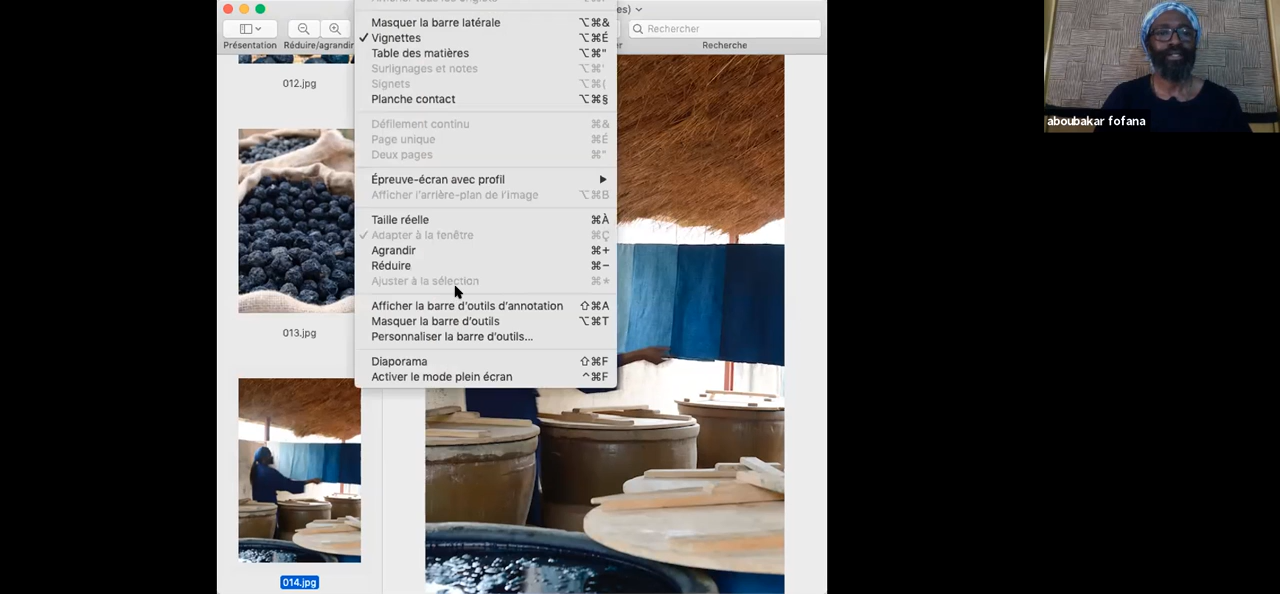 es)
Rechercher
Présentation
Réduire/agrandir
Recherche
012.jpg
013.jpg
014.jpg
Masquer la barre latérale ⌥⌘&
✓ Vignettes ⌥⌘É
Table des matières ⌥⌘"
Surlignages et notes ⌥⌘'
Signets ⌥⌘(
Planche contact ⌥⌘§
Défilement continu ⌘&
Page unique ⌘É
Deux pages ⌘"
Épreuve-écran avec profil
Afficher l'arrière-plan de l'image ⌥⌘B
Taille réelle ⌘À
✓ Adapter à la fenêtre ⌘Ç
Agrandir ⌘+
Réduire ⌘−
Ajuster à la sélection ⌘*
Afficher la barre d'outils d'annotation ⇧⌘A
Masquer la barre d'outils ⌥⌘T
Personnaliser la barre d'outils...
Diaporama ⇧⌘F
Activer le mode plein écran ^⌘F
aboubakar fofana